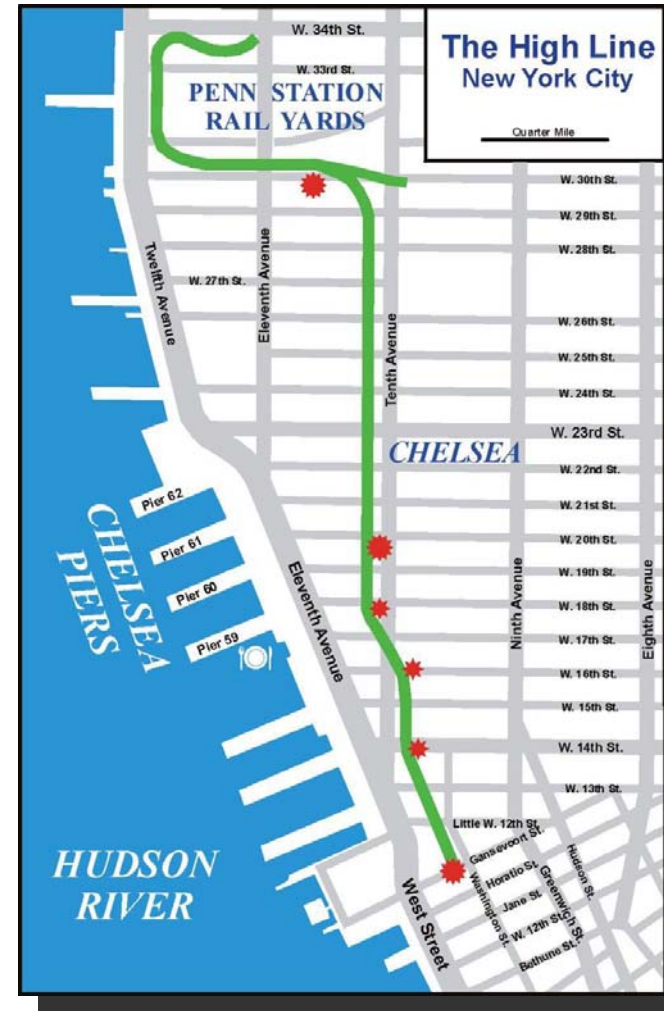 The High Line
New York City
Quarter Mile
W. 34th St.
W. 33rd St.
PENN STATION
RAIL YARDS
W. 30th St.
W. 29th St.
W. 28th St.
W. 27th St.
Twelfth Avenue
Eleventh Avenue
Tenth Avenue
W. 26th St.
W. 25th St.
W. 24th St.
W. 23rd St.
CHELSEA
W. 22nd St.
W. 21st St.
W. 20th St.
W. 19th St.
W. 18th St.
W. 17th St.
W. 16th St.
W. 15th St.
W. 14th St.
W. 13th St.
Little W. 12th St.
Pier 62
Pier 61
Pier 60
Pier 59
CHELSEA
PIERS
Eleventh Avenue
Ninth Avenue
Eighth Avenue
Gansevoort St.
Horatio St.
Jane St.
W. 12th St.
Bethune St.
Washington St.
Greenwich St.
Hudson St.
West Street
HUDSON
RIVER